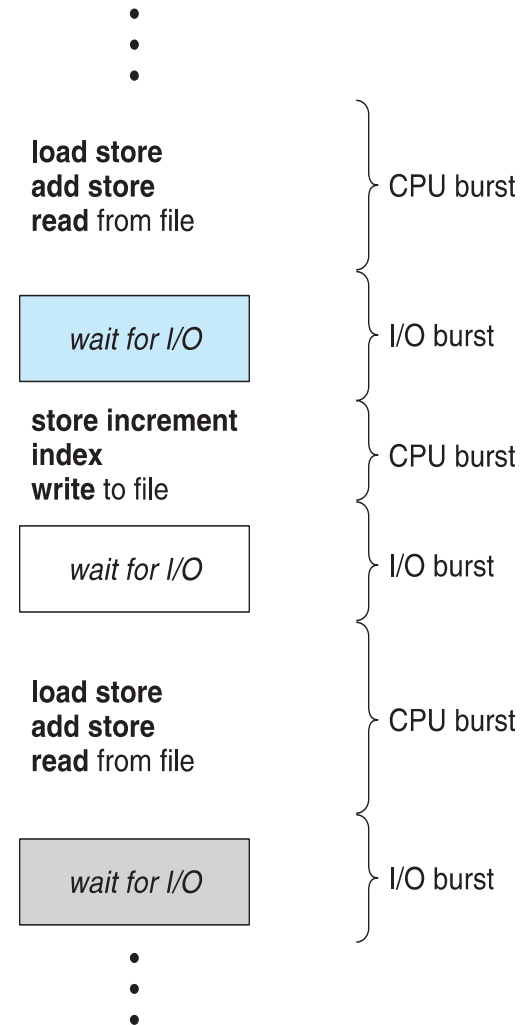 load store
add store
read from file
CPU burst
wait for I/O
I/O burst
store increment
index
write to file
CPU burst
wait for I/O
I/O burst
load store
add store
read from file
CPU burst
wait for I/O
I/O burst